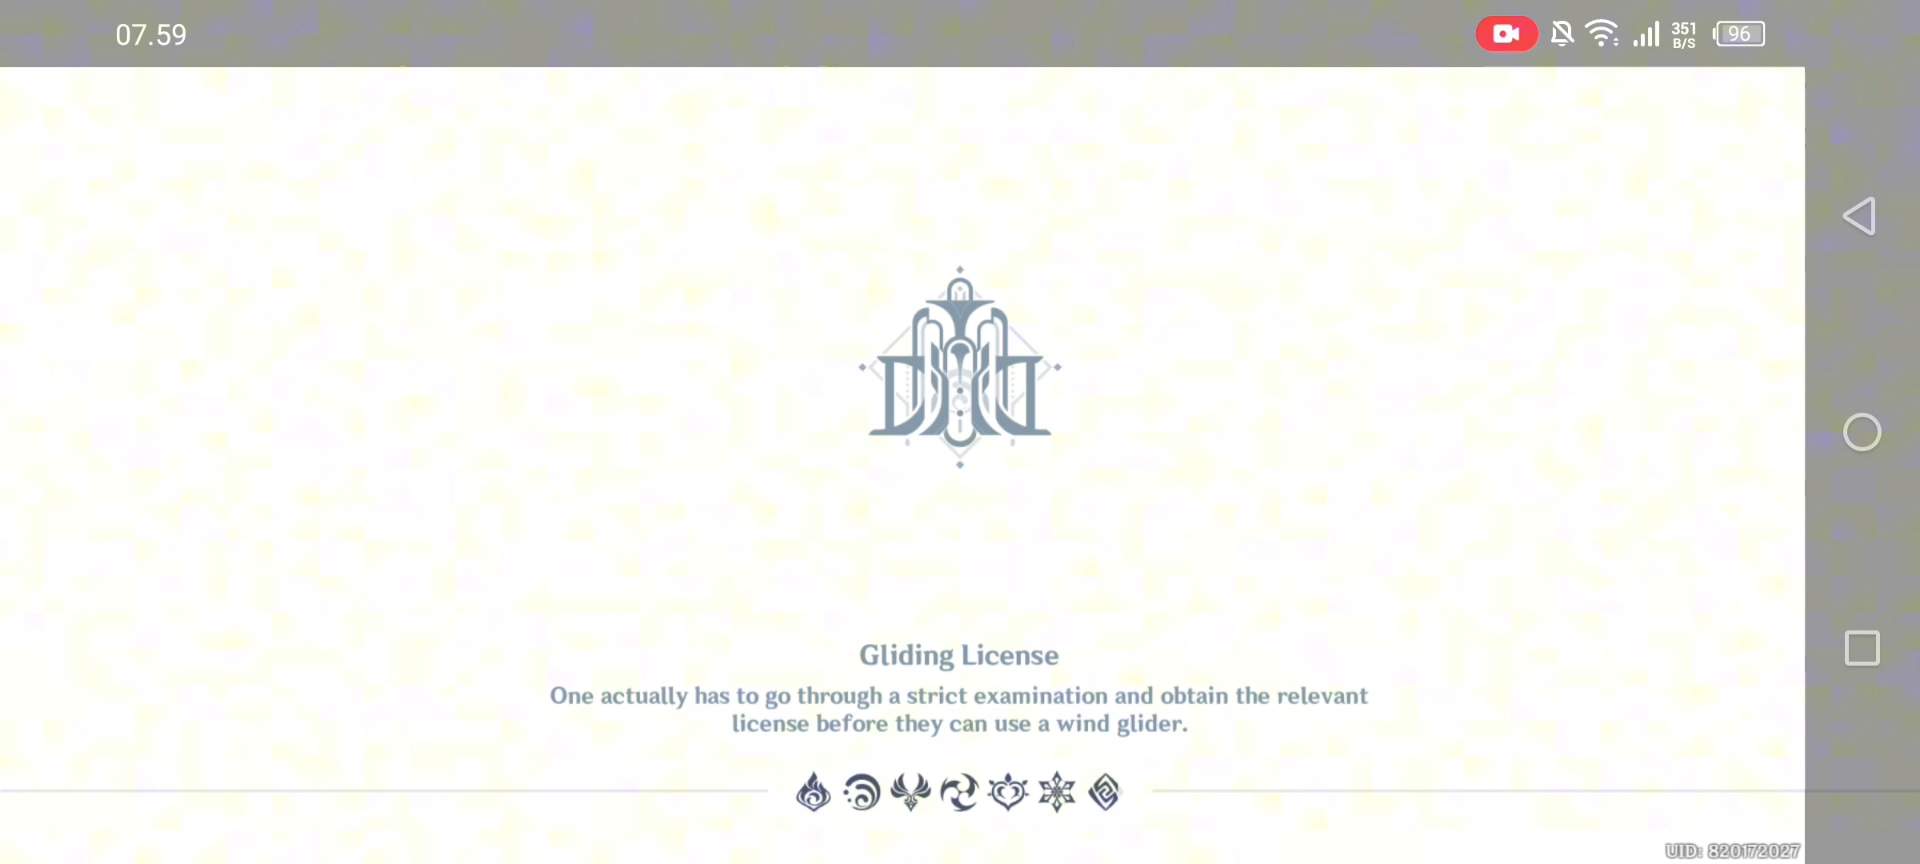 07.59
351
B/S
96
Gliding License
One actually has to go through a strict examination and obtain the relevant
license before they can use a wind glider.
UID: 820172027